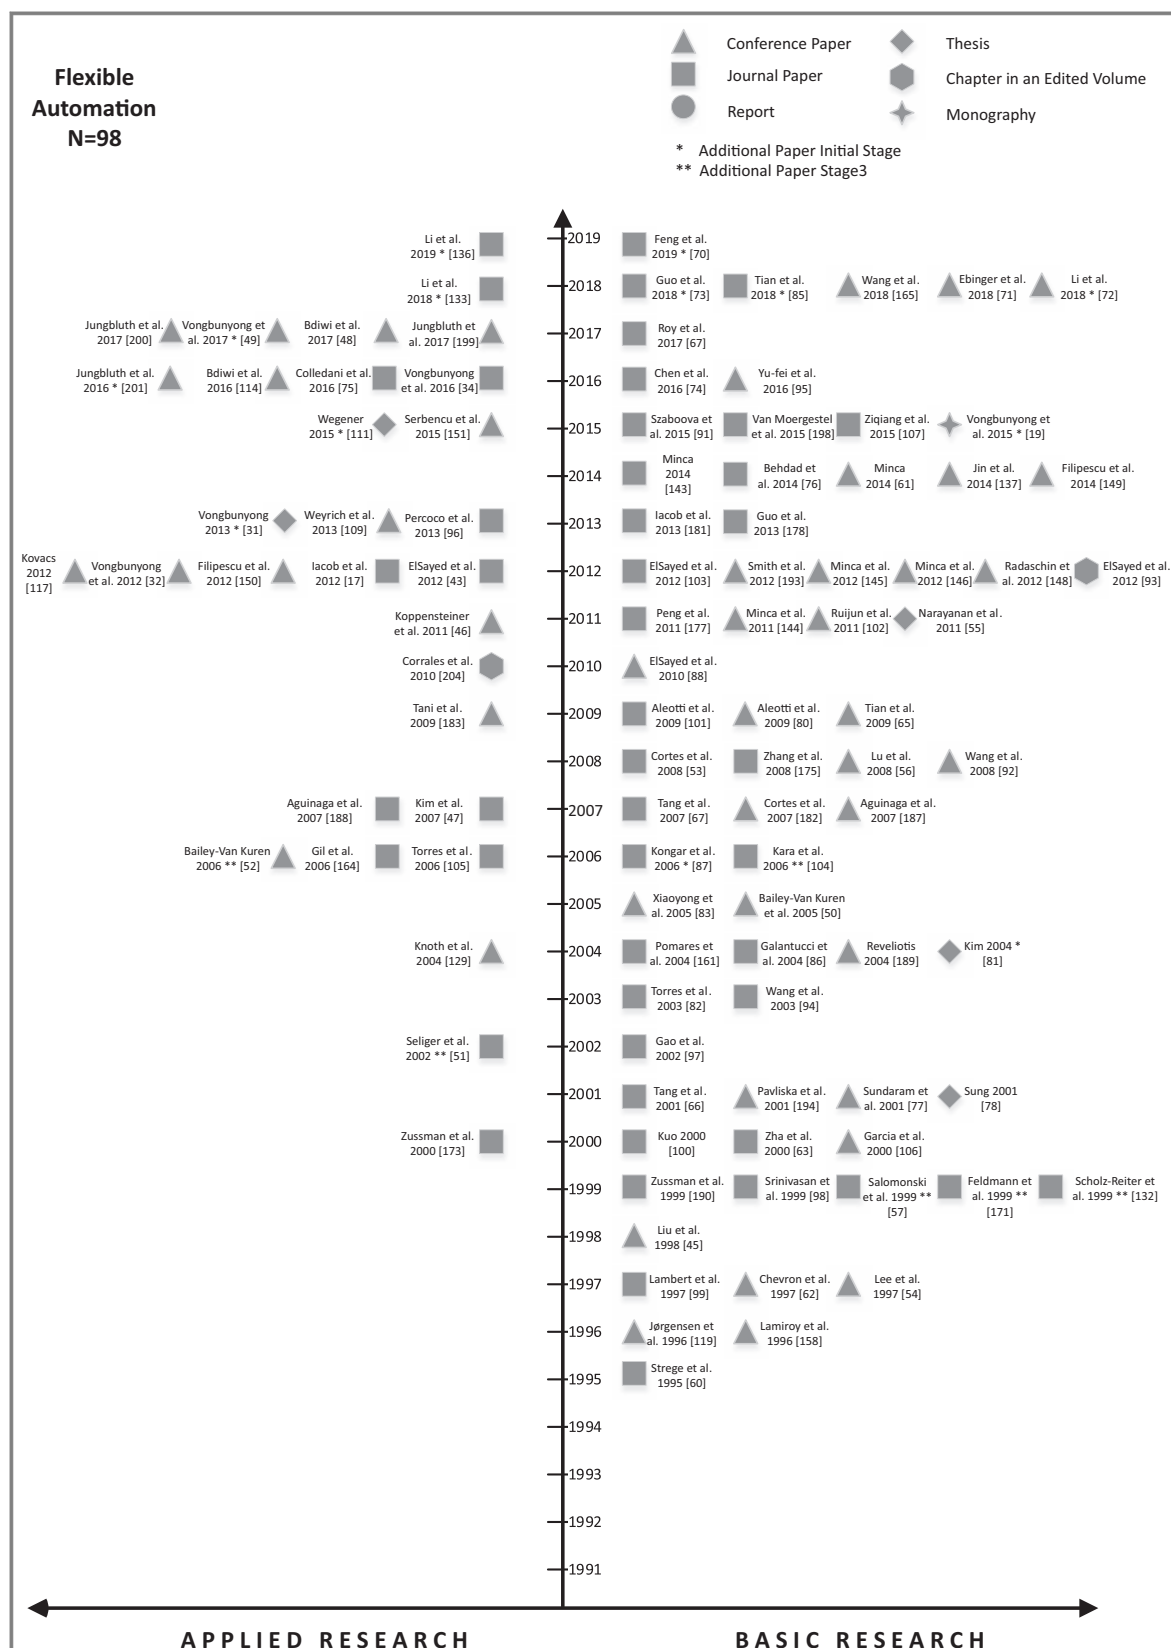 Flexible
Automation
N=98
Conference Paper
Thesis
Journal Paper
Chapter in an Edited Volume
Report
Monography
* Additional Paper Initial Stage
** Additional Paper Stage3
Li et al.
2019 * [136]
2019
Feng et al.
2019 * [70]
Li et al.
2018 * [133]
2018
Guo et al.
2018 * [73]
Tian et al.
2018 * [85]
Wang et al.
2018 [165]
Ebinger et al.
2018 [71]
Li et al.
2018 * [72]
Jungbluth et al.
2017 [200]
Vongbunyong et
al. 2017 * [49]
Bdiwi et al.
2017 [48]
Jungbluth et
al. 2017 [199]
2017
Roy et al.
2017 [67]
Jungbluth et al.
2016 * [201]
Bdiwi et al.
2016 [114]
Colledani et al.
2016 [75]
Vongbunyong
et al. 2016 [34]
2016
Chen et al.
2016 [74]
Yu-fei et al.
2016 [95]
Wegener
2015 * [111]
Serbencu et al.
2015 [151]
2015
Szaboova et
al. 2015 [91]
Van Moergestel
et al. 2015 [198]
Ziqiang et al.
2015 [107]
Vongbunyong et
al. 2015 * [19]
2014
Minca
2014
[143]
Behdad et
al. 2014 [76]
Minca
2014 [61]
Jin et al.
2014 [137]
Filipescu et al.
2014 [149]
Vongbunyong
2013 * [31]
Weyrich et al.
2013 [109]
Percoco et al.
2013 [96]
2013
Iacob et al.
2013 [181]
Guo et al.
2013 [178]
Kovacs
2012
[117]
Vongbunyong
et al. 2012 [32]
Filipescu et al.
2012 [150]
Iacob et al.
2012 [17]
ElSayed et al.
2012 [43]
2012
ElSayed et al.
2012 [103]
Smith et al.
2012 [193]
Minca et al.
2012 [145]
Minca et al.
2012 [146]
Radaschin et
al. 2012 [148]
ElSayed et al.
2012 [93]
Koppensteiner
et al. 2011 [46]
2011
Peng et al.
2011 [177]
Minca et al.
2011 [144]
Ruijun et al.
2011 [102]
Narayanan et al.
2011 [55]
Corrales et al.
2010 [204]
2010
ElSayed et al.
2010 [88]
Tani et al.
2009 [183]
2009
Aleotti et al.
2009 [101]
Aleotti et al.
2009 [80]
Tian et al.
2009 [65]
2008
Cortes et al.
2008 [53]
Zhang et al.
2008 [175]
Lu et al.
2008 [56]
Wang et al.
2008 [92]
Aguinaga et al.
2007 [188]
Kim et al.
2007 [47]
2007
Tang et al.
2007 [67]
Cortes et al.
2007 [182]
Aguinaga et al.
2007 [187]
Bailey-Van Kuren
2006 ** [52]
Gil et al.
2006 [164]
Torres et al.
2006 [105]
2006
Kongar et al.
2006 * [87]
Kara et al.
2006 ** [104]
2005
Xiaoyong et
al. 2005 [83]
Bailey-Van Kuren
et al. 2005 [50]
Knoth et al.
2004 [129]
2004
Pomares et
al. 2004 [161]
Galantucci et
al. 2004 [86]
Reveliotis
2004 [189]
Kim 2004 *
[81]
2003
Torres et al.
2003 [82]
Wang et al.
2003 [94]
Seliger et al.
2002 ** [51]
2002
Gao et al.
2002 [97]
2001
Tang et al.
2001 [66]
Pavliska et al.
2001 [194]
Sundaram et
al. 2001 [77]
Sung 2001
[78]
Zussman et al.
2000 [173]
2000
Kuo 2000
[100]
Zha et al.
2000 [63]
Garcia et al.
2000 [106]
1999
Zussman et al.
1999 [190]
Srinivasan et
al. 1999 [98]
Salomonski
et al. 1999 **
[57]
Feldmann et
al. 1999 **
[171]
Scholz-Reiter et
al. 1999 ** [132]
1998
Liu et al.
1998 [45]
1997
Lambert et al.
1997 [99]
Chevron et al.
1997 [62]
Lee et al.
1997 [54]
1996
Jørgensen et
al. 1996 [119]
Lamiroy et al.
1996 [158]
1995
Strege et al.
1995 [60]
1994
1993
1992
1991
APPLIED RESEARCH
BASIC RESEARCH